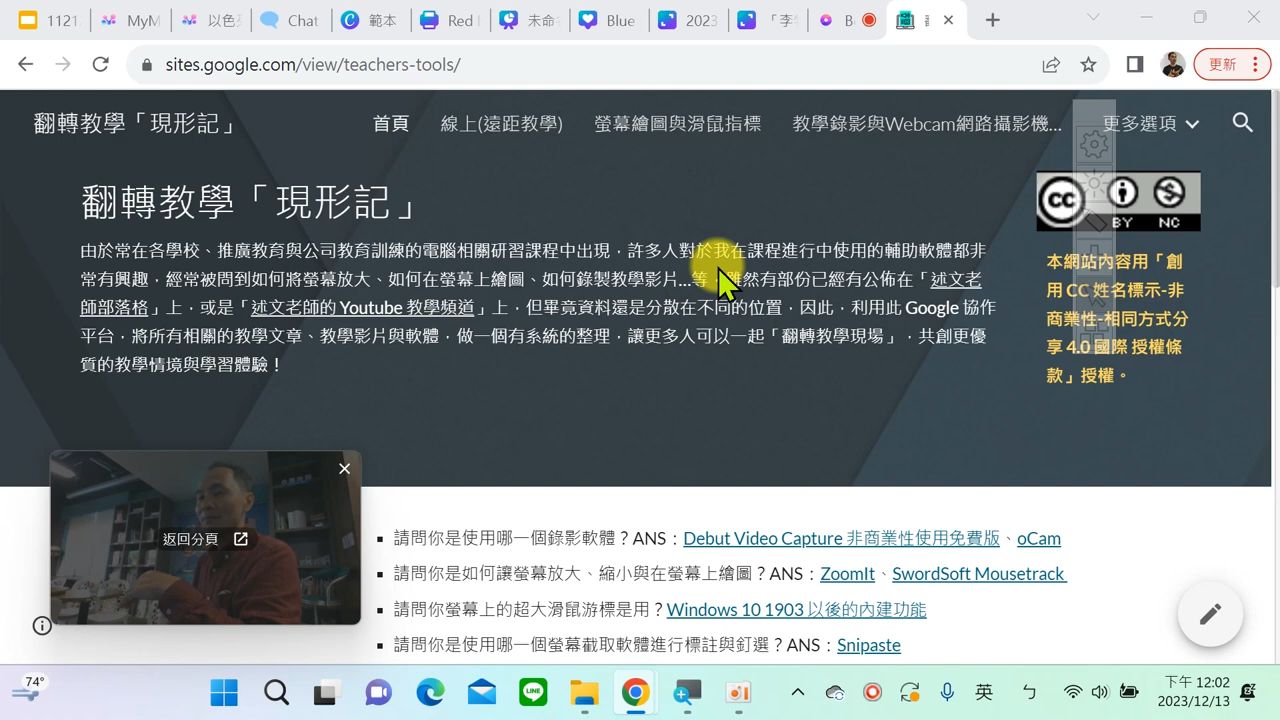 1121
MyM
以色
Chat
範本
Red
未命
Blue
2023
「李
B
sites.google.com/view/teachers-tools/
更新
翻轉教學「現形記」
首頁
線上(遠距教學)
螢幕繪圖與滑鼠指標
教學錄影與Webcam網路攝影機...
更多選項
翻轉教學「現形記」
由於常在各學校、推廣教育與公司教育訓練的電腦相關研習課程中出現，許多人對於我在課程進行中使用的輔助軟體都非
常有興趣，經常被問到如何將螢幕放大、如何在螢幕上繪圖、如何錄製教學影片...等，雖然有部份已經有公佈在「述文老
師部落格」上，或是「述文老師的 Youtube 教學頻道」上，但畢竟資料還是分散在不同的位置，因此，利用此 Google 協作
平台，將所有相關的教學文章、教學影片與軟體，做一個有系統的整理，讓更多人可以一起「翻轉教學現場」，共創更優
質的教學情境與學習體驗！
cc BY NC
本網站內容用「創
用 CC 姓名標示-非
商業性-相同方式分
享 4.0 國際 授權條
款」授權。
返回分頁
請問你是使用哪一個錄影軟體？ANS：Debut Video Capture 非商業性使用免費版、oCam
請問你是如何讓螢幕放大、縮小與在螢幕上繪圖？ANS：ZoomIt、SwordSoft Mousetrack
請問你螢幕上的超大滑鼠游標是用？Windows 10 1903 以後的內建功能
請問你是使用哪一個螢幕截取軟體進行標註與釘選？ANS：Snipaste
74°
LINE
英
ㄅ
下午 12:02
2023/12/13